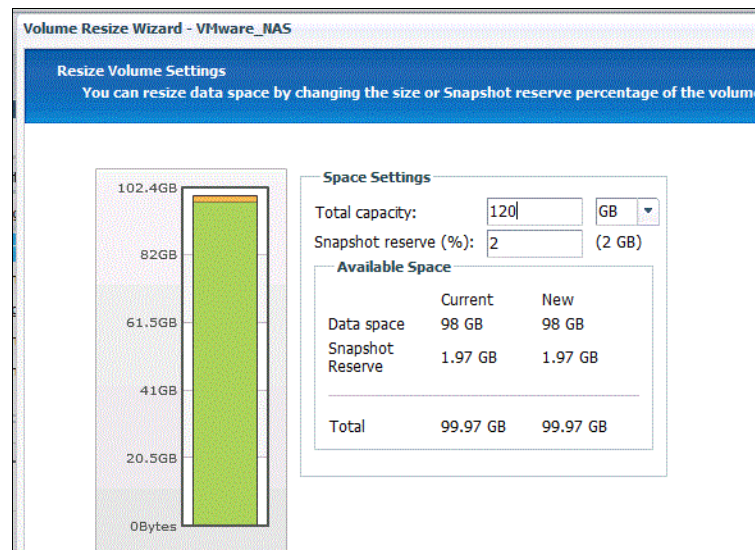 Volume Resize Wizard - VMware_NAS
Resize Volume Settings
You can resize data space by changing the size or Snapshot reserve percentage of the volume
102.4GB
82GB
61.5GB
41GB
20.5GB
0Bytes
Space Settings
Total capacity: 120 GB
Snapshot reserve (%): 2 (2 GB)
Available Space
Current New
Data space 98 GB 98 GB
Snapshot
Reserve 1.97 GB 1.97 GB
Total 99.97 GB 99.97 GB